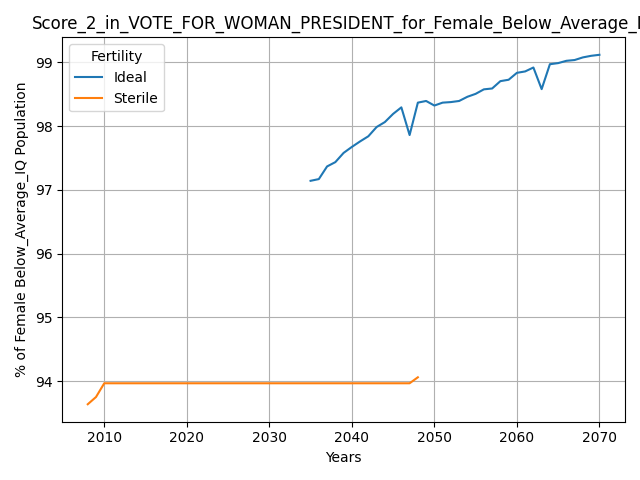 Score_2_in_VOTE_FOR_WOMAN_PRESIDENT_for_Female_Below_Average_I
Fertility
Ideal
Sterile
99
98
97
96
95
94
% of Female Below_Average_IQ Population
2010 2020 2030 2040 2050 2060 2070
Years